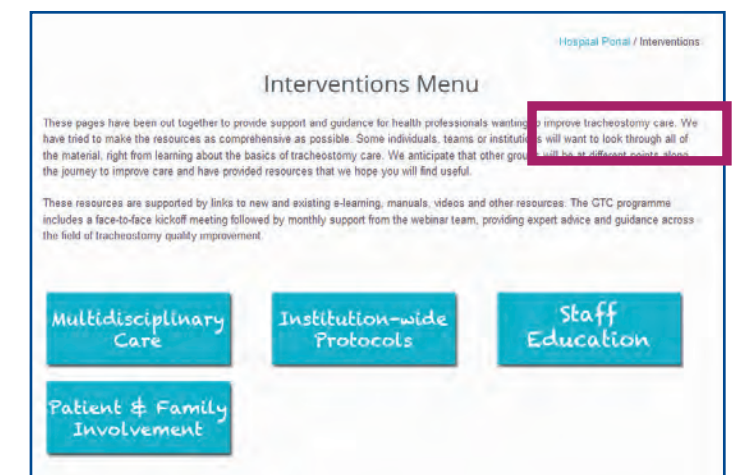 Hospital Portal / Interventions
Interventions Menu
These pages have been out together to provide support and guidance for health professionals wanting to improve tracheostomy care. We
have tried to make the resources as comprehensive as possible. Some individuals, teams or institutions will want to look through all of
the material, right from learning about the basics of tracheostomy care. We anticipate that other groups will be at different points along
the journey to improve care and have provided resources that we hope you will find useful.
These resources are supported by links to new and existing e-learning, manuals, videos and other resources. The GTC programme
includes a face-to-face kickoff meeting followed by monthly support from the webinar team, providing expert advice and guidance across
the field of tracheostomy quality improvement.
Multidisciplinary
Care
Institution-wide
Protocols
Staff
Education
Patient & Family
Involvement